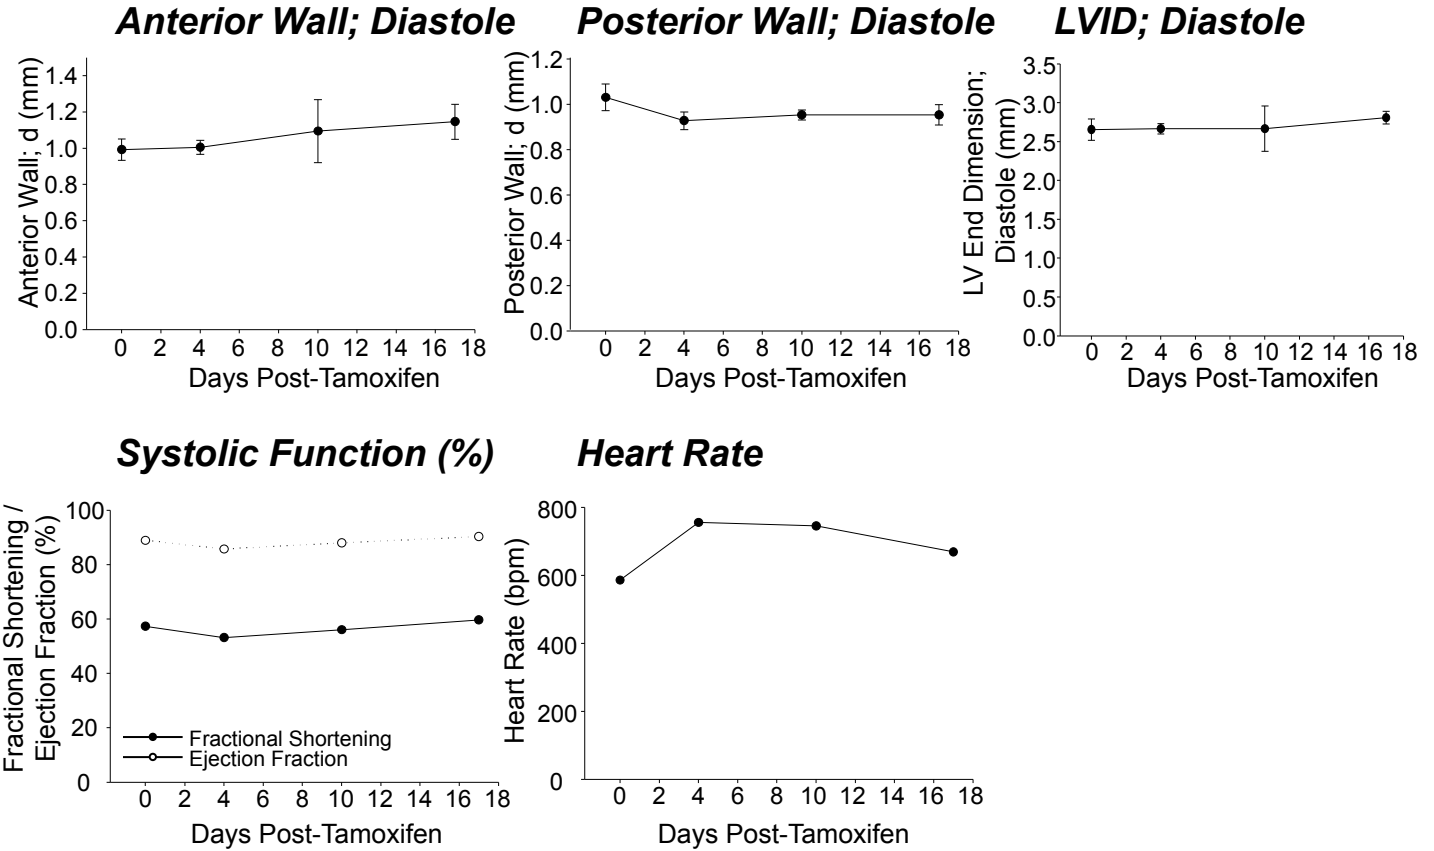 Anterior Wall; Diastole
Anterior Wall; d (mm)
1.4
1.2
1.0
0.8
0.6
0.4
0.2
0.0
0 2 4 6 8 10 12 14 16 18
Days Post-Tamoxifen
Posterior Wall; Diastole
Posterior Wall; d (mm)
1.2
1.0
0.8
0.6
0.4
0.2
0.0
0 2 4 6 8 10 12 14 16 18
Days Post-Tamoxifen
LVID; Diastole
LV End Dimension;
Diastole (mm)
3.5
3.0
2.5
2.0
1.5
1.0
0.5
0.0
0 2 4 6 8 10 12 14 16 18
Days Post-Tamoxifen
Systolic Function (%)
Fractional Shortening /
Ejection Fraction (%)
100
80
60
40
20
0
Fractional Shortening
Ejection Fraction
0 2 4 6 8 10 12 14 16 18
Days Post-Tamoxifen
Heart Rate
Heart Rate (bpm)
800
600
400
200
0
0 2 4 6 8 10 12 14 16 18
Days Post-Tamoxifen